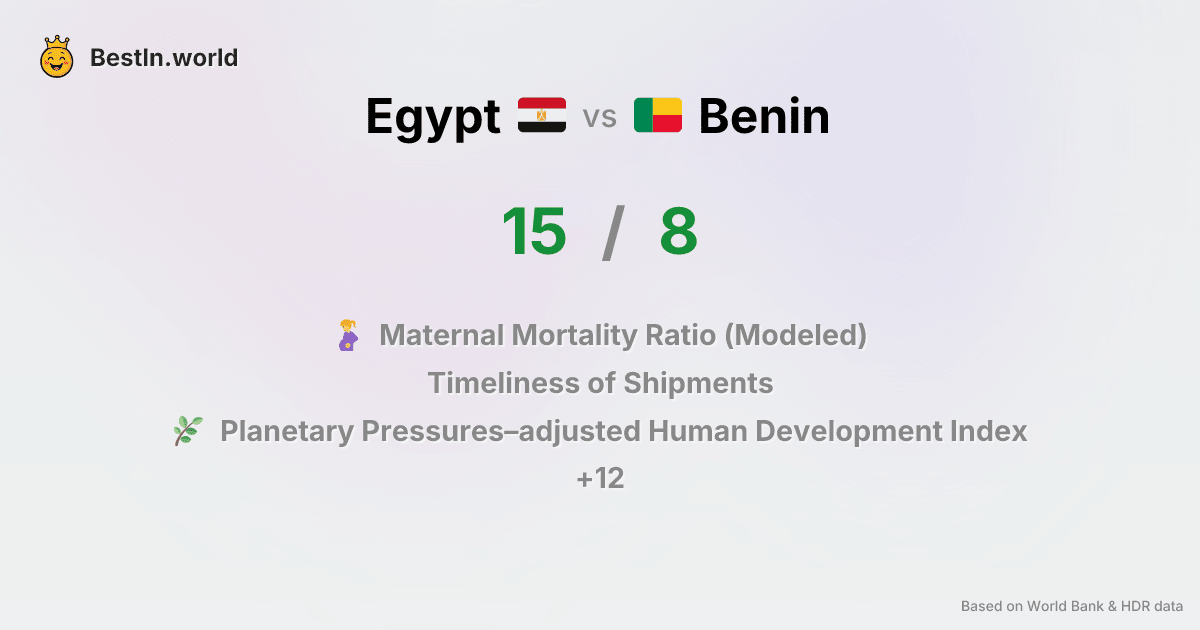 BestIn.world
Egypt vs Benin
15 / 8
Maternal Mortality Ratio (Modeled)
Timeliness of Shipments
Planetary Pressures–adjusted Human Development Index
+12
Based on World Bank & HDR data